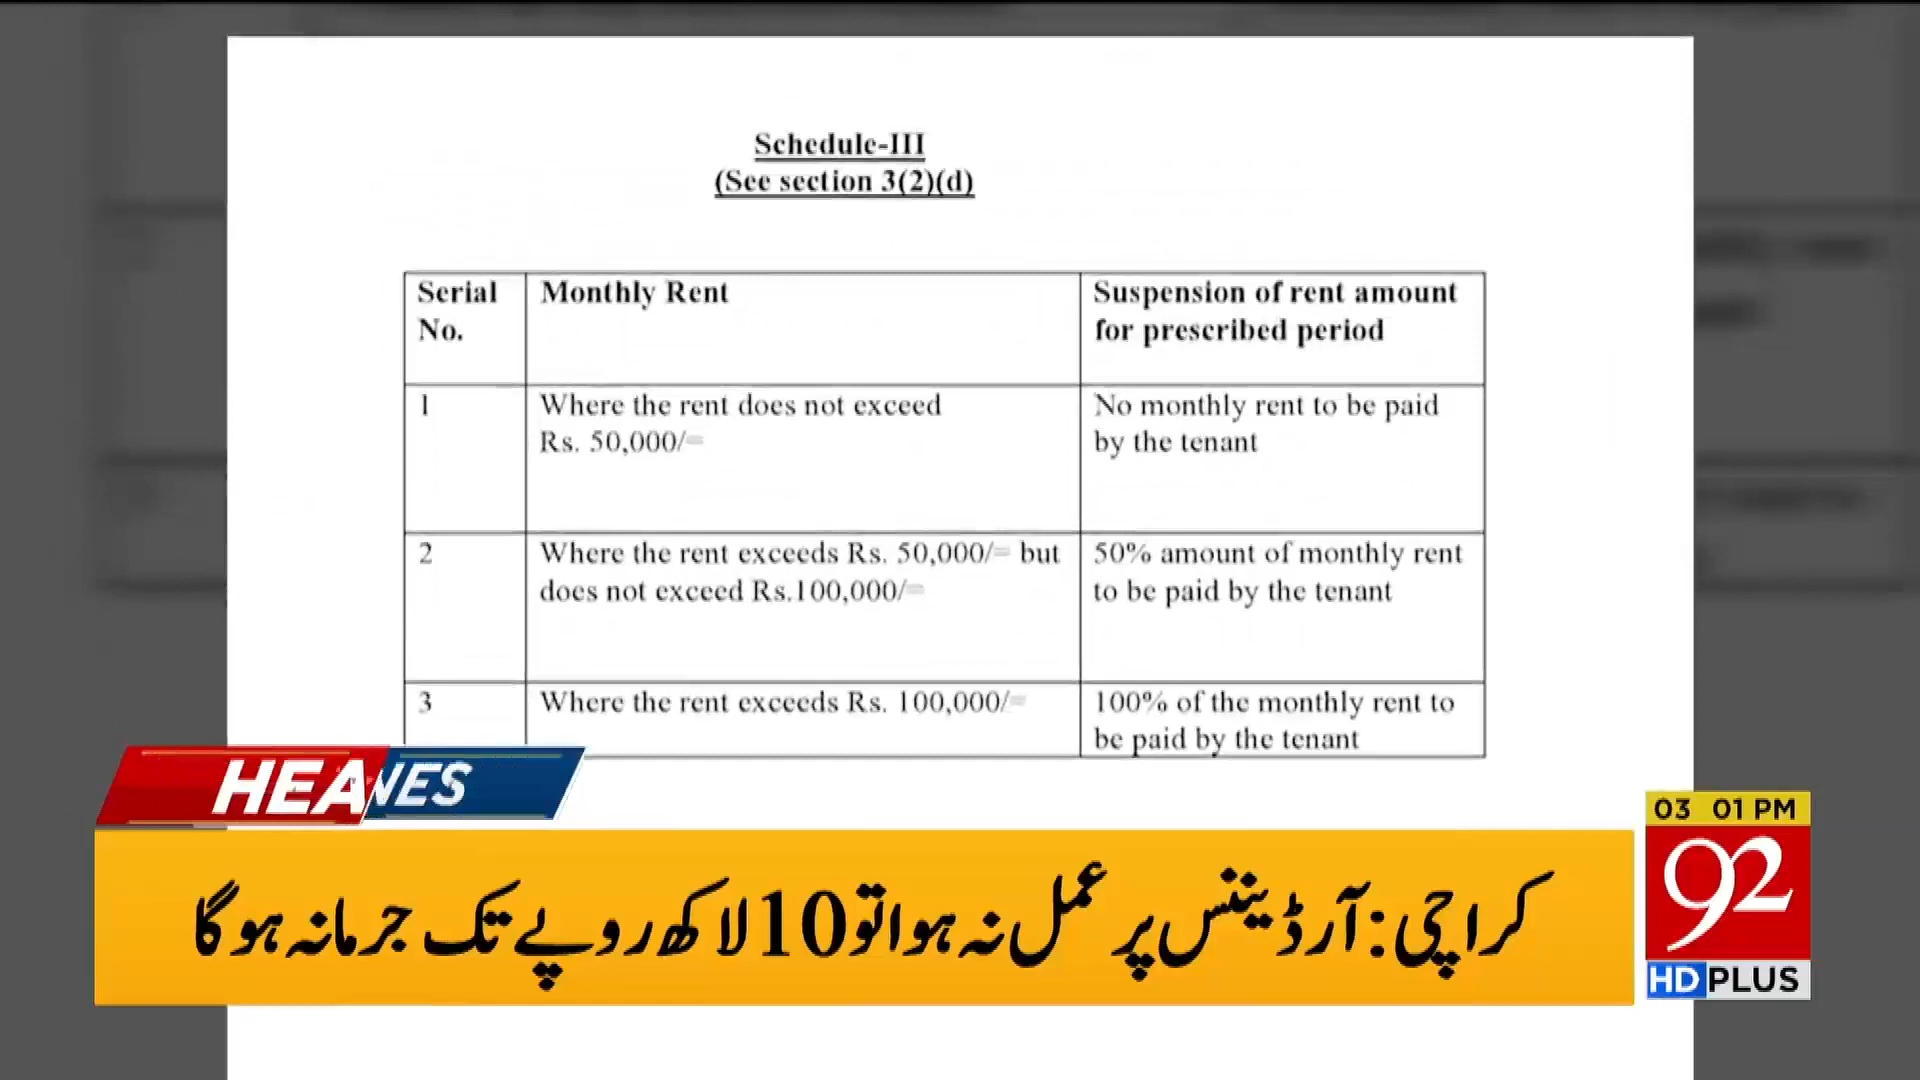 Schedule-III
(See section 3(2)(d)
Serial No.
Monthly Rent
Suspension of rent amount
for prescribed period
1
Where the rent does not exceed
Rs. 50,000/=
No monthly rent to be paid
by the tenant
2
Where the rent exceeds Rs. 50,000/= but
does not exceed Rs.100,000/=
50% amount of monthly rent
to be paid by the tenant
3
Where the rent exceeds Rs. 100,000/=
100% of the monthly rent to
be paid by the tenant
03 01 PM
92
HD PLUS
کراچی: آرڈیننس پر عمل نہ ہوا تو 10 لاکھ روپے تک جرمانہ ہو گا